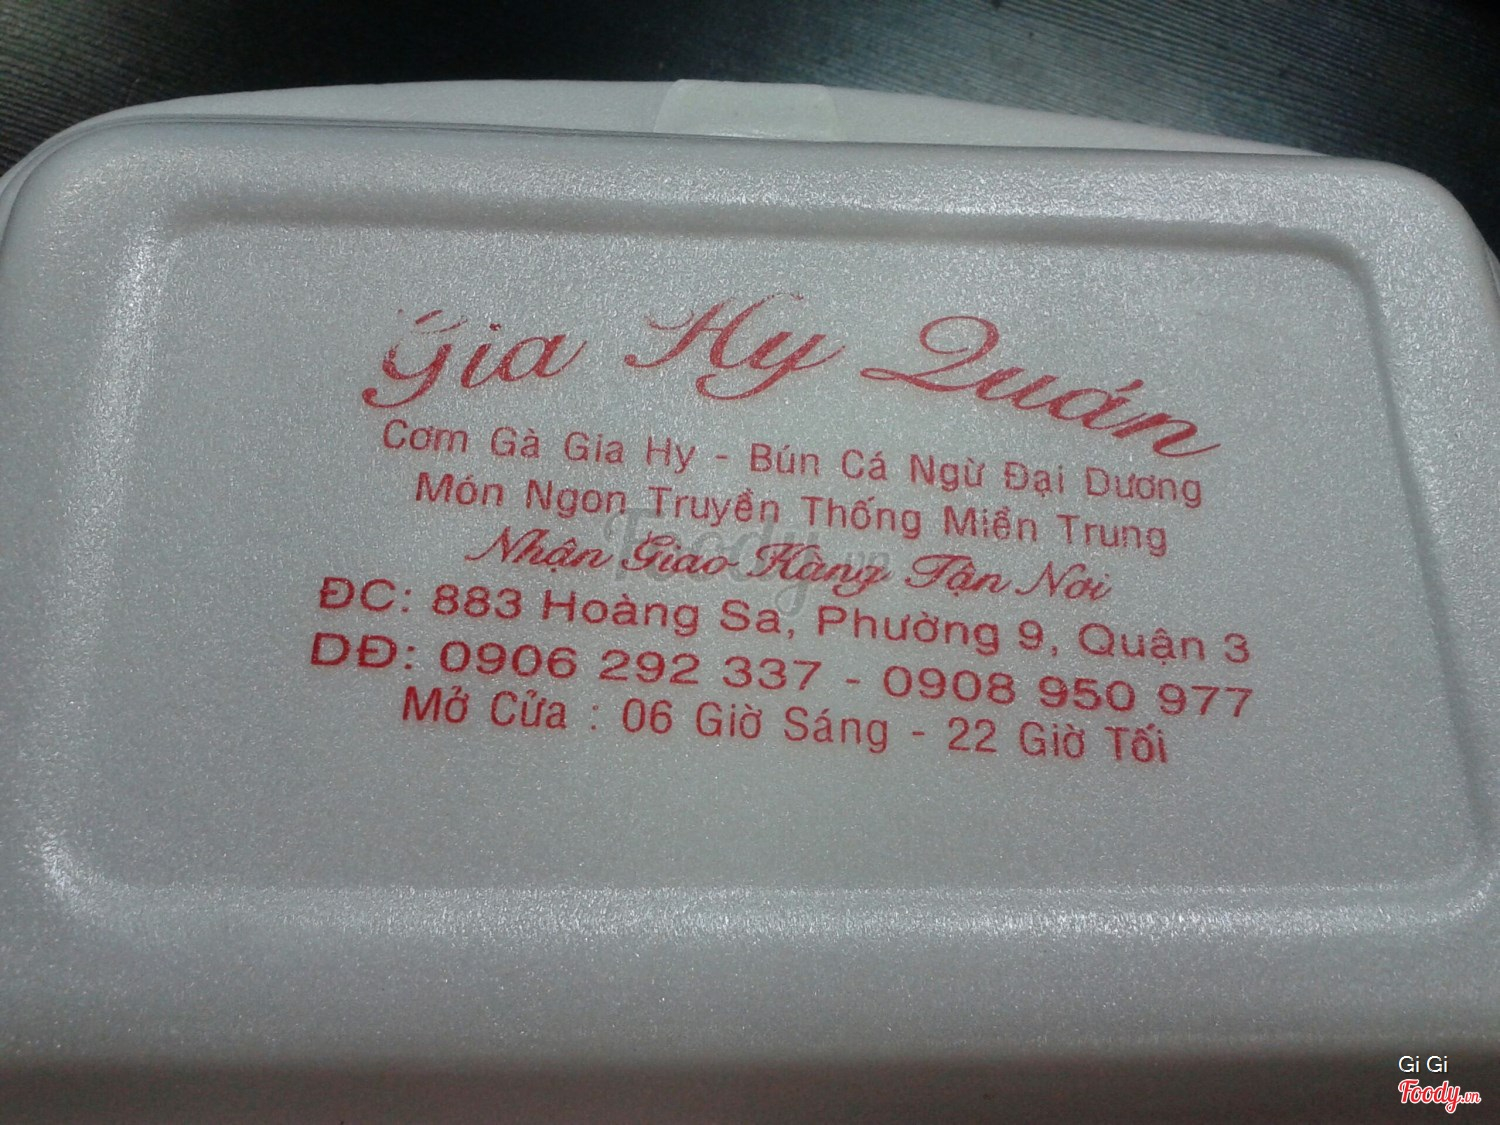 Gia Hy Quán
Cơm Gà Gia Hy - Bún Cá Ngừ Đại Dương
Món Ngon Truyền Thống Miền Trung
Nhận Giao Hàng Tận Nơi
ĐC: 883 Hoàng Sa, Phường 9, Quận 3
DĐ: 0906 292 337 - 0908 950 977
Mở Cửa : 06 Giờ Sáng - 22 Giờ Tối
Foody.vn
Gi Gi
Foody.vn